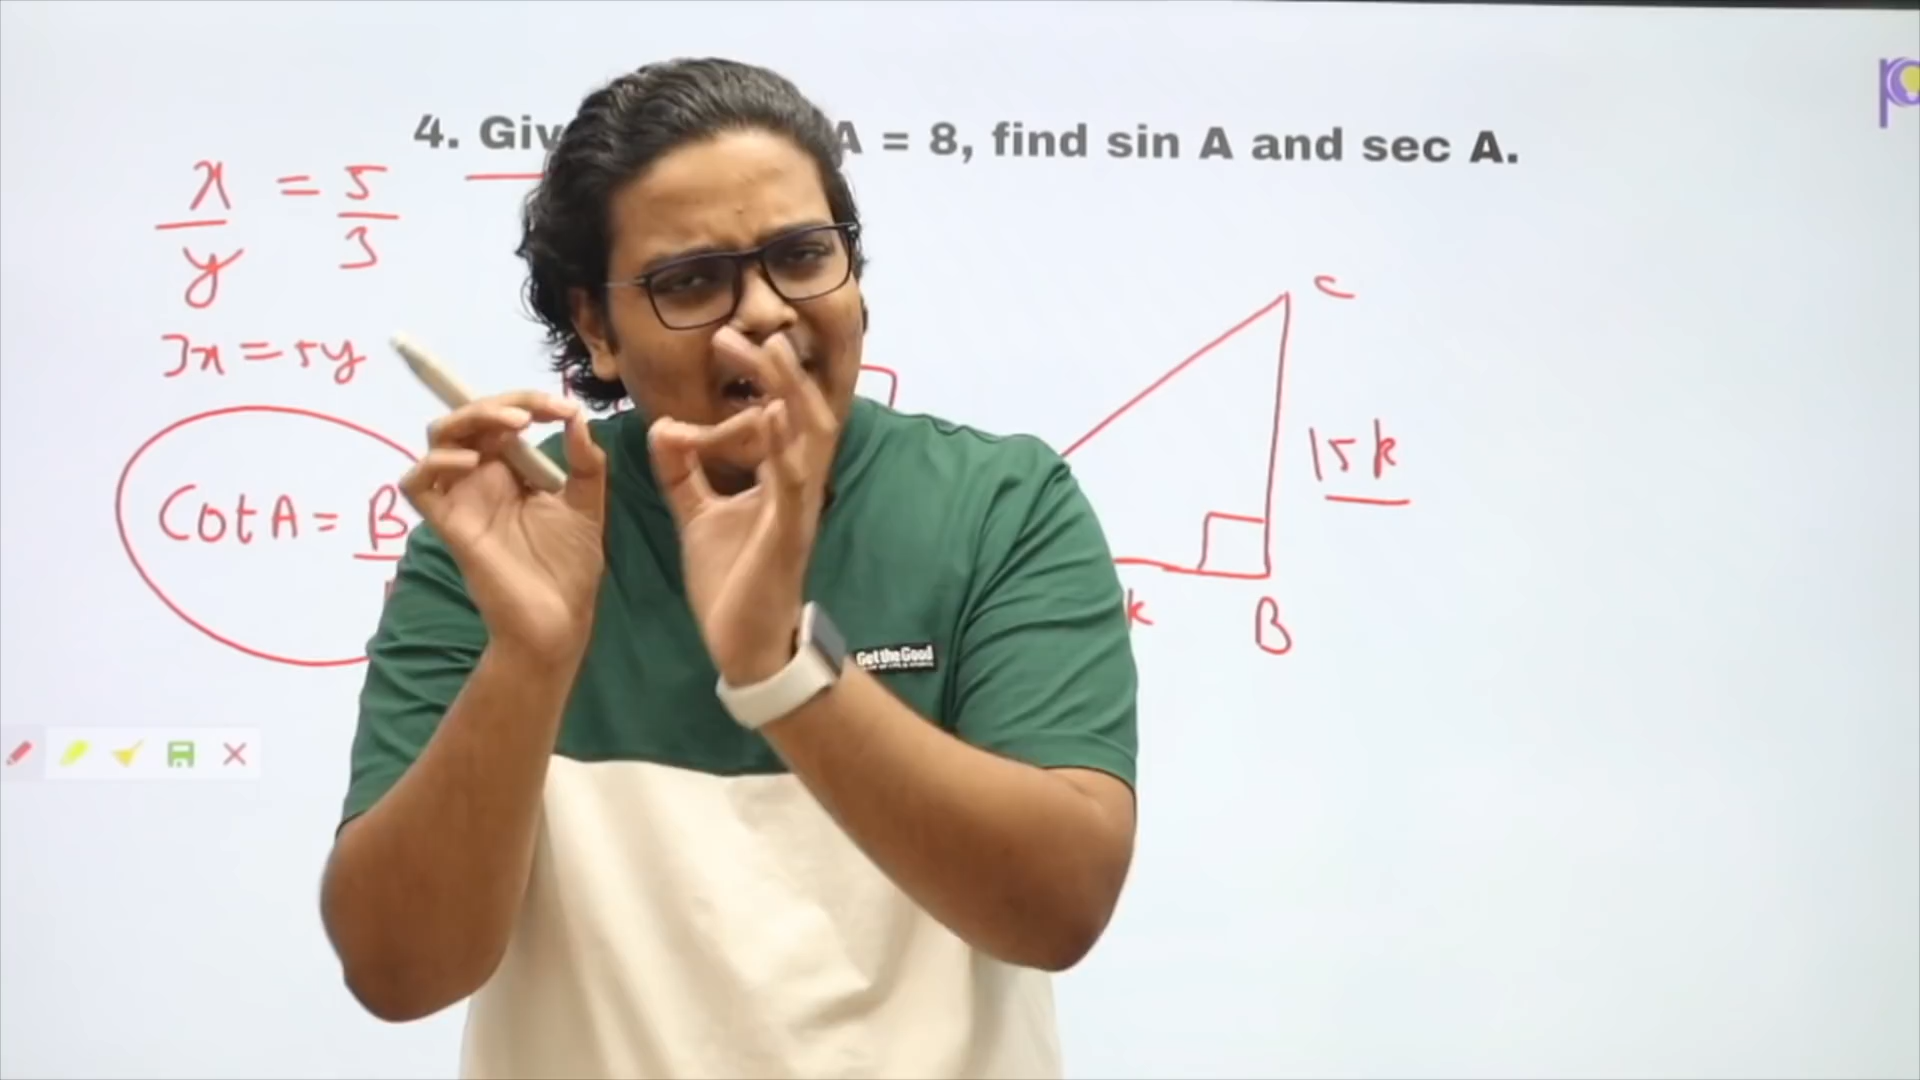 4. Giv A = 8, find sin A and sec A.
x = 5
y 3
3x = 5y
Cot A = B
C
15k
k
B
Get the Good